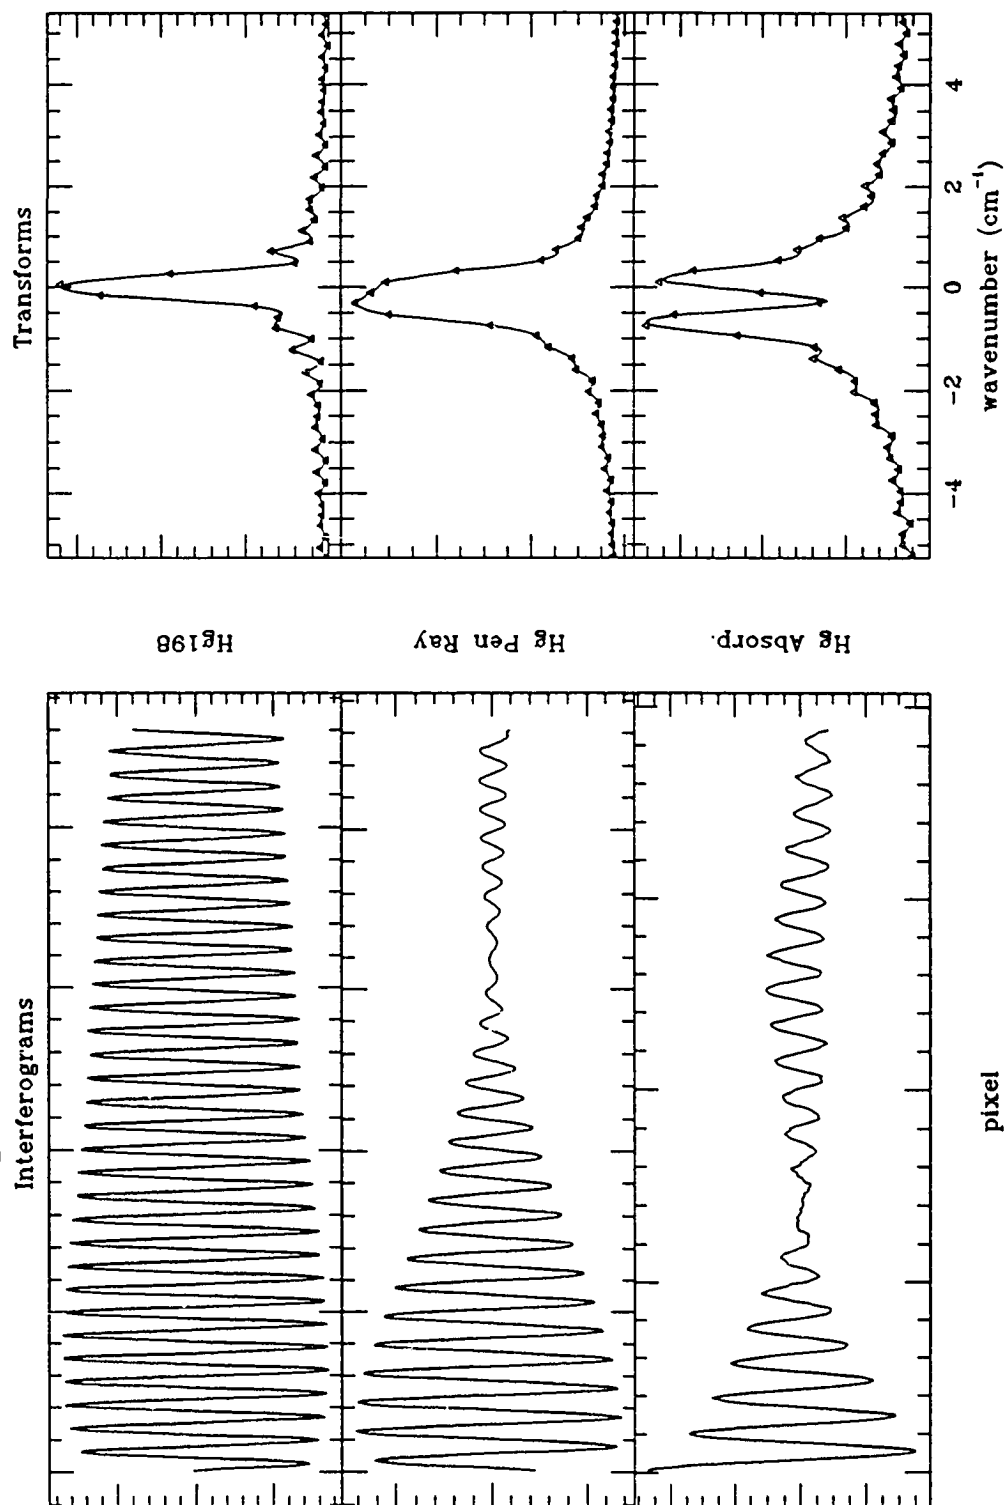 Interferograms
Transforms
Hg198
Hg Pen Ray
Hg Absorp.
pixel
-4
-2
0
2
4
wavenumber (cm⁻¹)